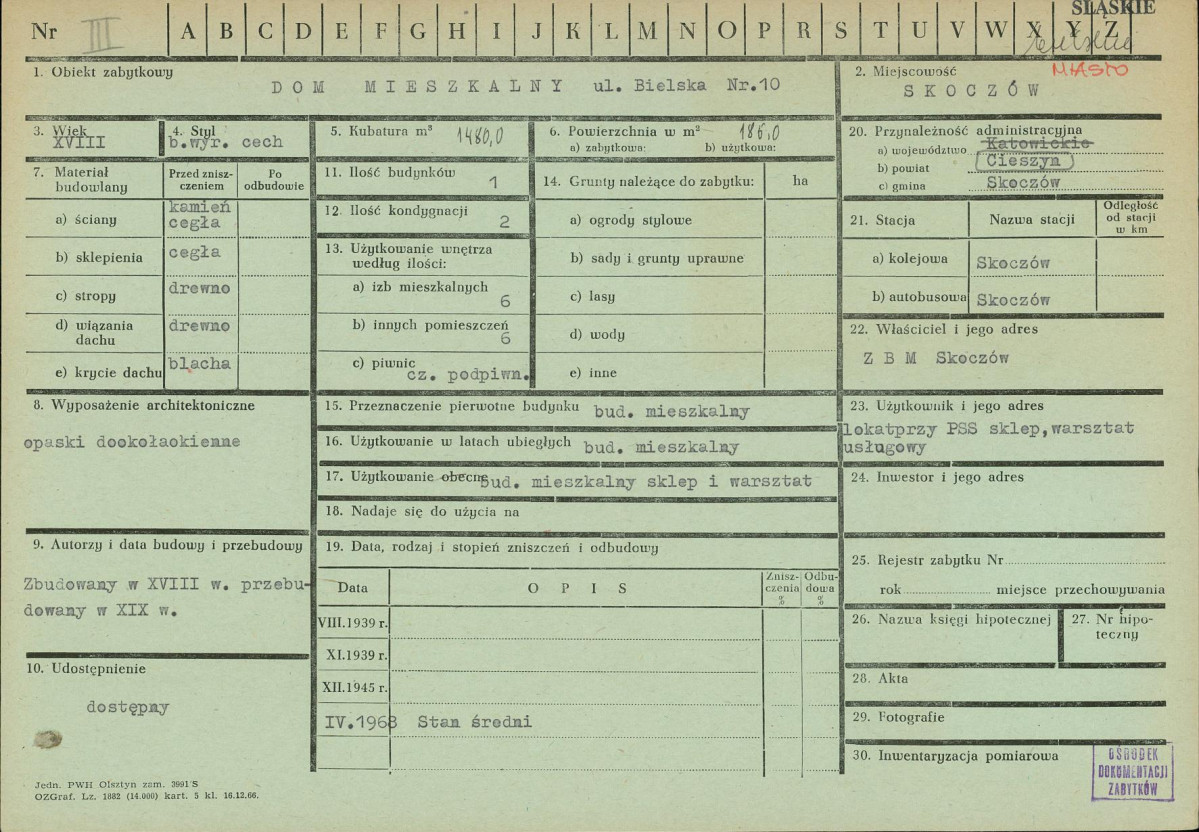 ŚLĄSKIE
Nr III A B C D E F G H I J K L M N O P R S T U V W X Y Z
1. Obiekt zabytkowy
DOM MIESZKALNY ul. Bielska Nr.10
2. Miejscowość
MIASTO
SKOCZÓW
3. Wiek
XVIII
4. Styl
b.wyr. cech
5. Kubatura m³ 1480,0
6. Powierzchnia w m² 186,0
a) zabytkowa: b) użytkowa:
7. Materiał budowlany
Przed zniszczeniem
Po odbudowie
a) ściany kamień cegła
b) sklepienia cegła
c) stropy drewno
d) wiązania dachu drewno
e) krycie dachu blacha
8. Wyposażenie architektoniczne
opaski dookołaokienne
9. Autorzy i data budowy i przebudowy
Zbudowany w XVIII w. przebu-
dowany w XIX w.
10. Udostępnienie
dostępny
11. Ilość budynków 1
12. Ilość kondygnacji 2
13. Użytkowanie wnętrza
według ilości:
a) izb mieszkalnych 6
b) innych pomieszczeń 6
c) piwnic cz. podpiwn.
14. Grunty należące do zabytku: ha
a) ogrody stylowe
b) sady i grunty uprawne
c) lasy
d) wody
e) inne
15. Przeznaczenie pierwotne budynku bud. mieszkalny
16. Użytkowanie w latach ubiegłych bud. mieszkalny
17. Użytkowanie obecne bud. mieszkalny sklep i warsztat
18. Nadaje się do użycia na
19. Data, rodzaj i stopień zniszczeń i odbudowy
Data OPIS Znisz-czenia % Odbu-dowa %
VIII.1939 r.
XI.1939 r.
XII.1945 r.
IV.1968 Stan średni
20. Przynależność administracyjna
a) województwo Katowickie
b) powiat Cieszyn
c) gmina Skoczów
21. Stacja Nazwa stacji Odległość od stacji w km
a) kolejowa Skoczów
b) autobusowa Skoczów
22. Właściciel i jego adres
Z B M Skoczów
23. Użytkownik i jego adres
lokatprzy PSS sklep,warsztat
usługowy
24. Inwestor i jego adres
25. Rejestr zabytku Nr
rok miejsce przechowywania
26. Nazwa księgi hipotecznej
27. Nr hipo-
teczny
28. Akta
29. Fotografie
30. Inwentaryzacja pomiarowa
OŚRODEK
DOKUMENTACJI
ZABYTKÓW
Jedn. PWH Olsztyn zam. 3991 S
OZGraf. Lz. 1882 (14.000) kart. 5 kl. 16.12.66.